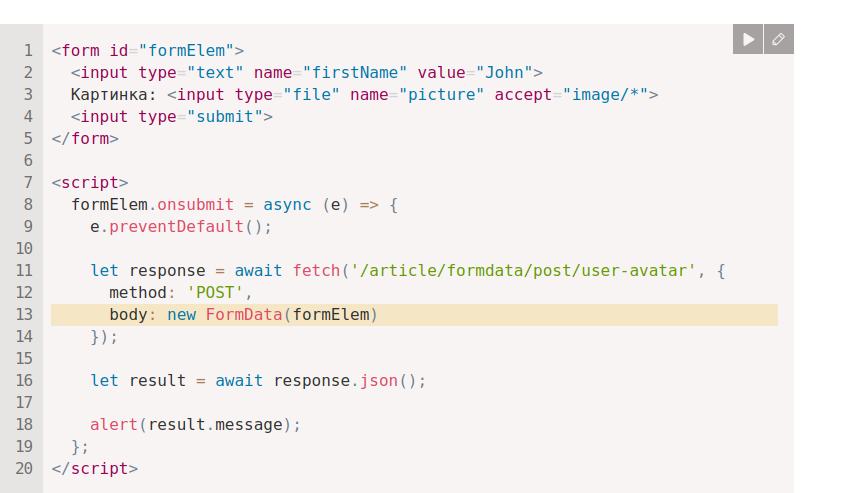 1 <form id="formElem">
2   <input type="text" name="firstName" value="John">
3   Картинка: <input type="file" name="picture" accept="image/*">
4   <input type="submit">
5 </form>
6
7 <script>
8   formElem.onsubmit = async (e) => {
9     e.preventDefault();
10
11     let response = await fetch('/article/formdata/post/user-avatar', {
12       method: 'POST',
13       body: new FormData(formElem)
14     });
15
16     let result = await response.json();
17
18     alert(result.message);
19   };
20 </script>